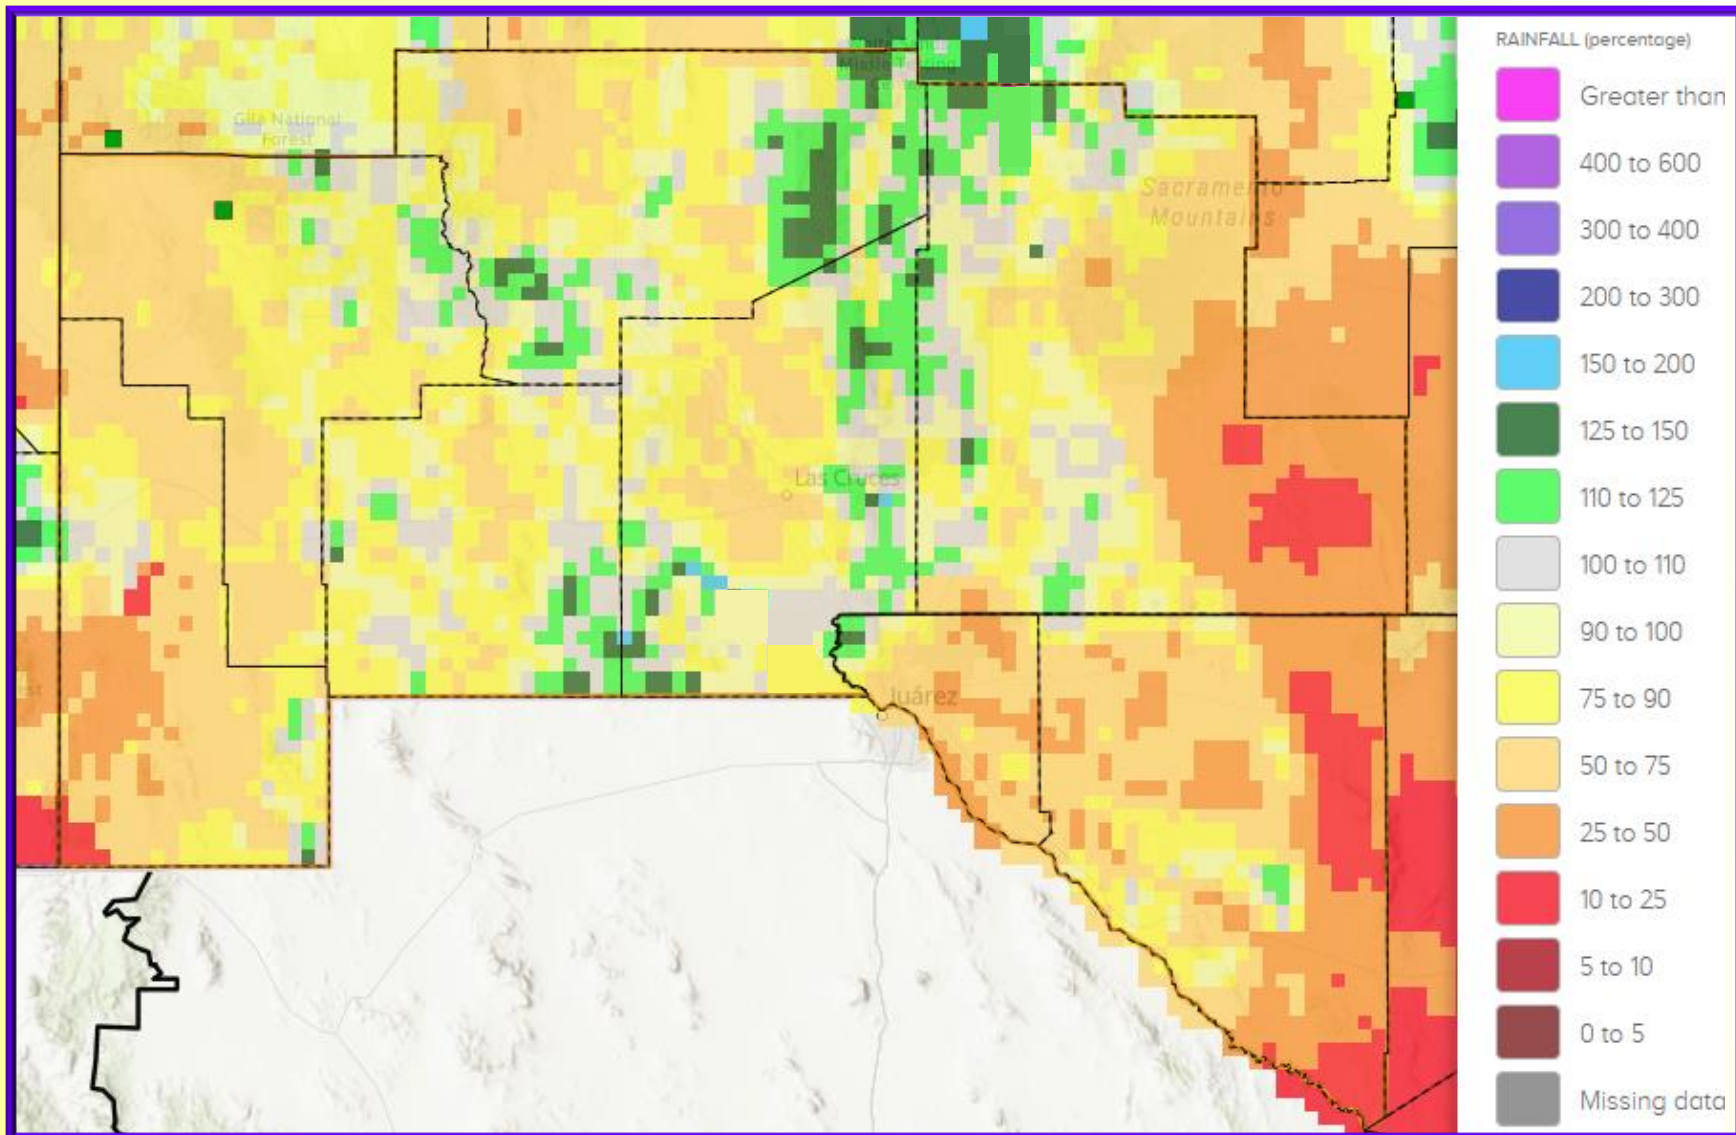 Missile Testing
Gila National
Forest
Sacramento
Mountains
Las Cruces
Juárez
RAINFALL (percentage)
Greater than
400 to 600
300 to 400
200 to 300
150 to 200
125 to 150
110 to 125
100 to 110
90 to 100
75 to 90
50 to 75
25 to 50
10 to 25
5 to 10
0 to 5
Missing data